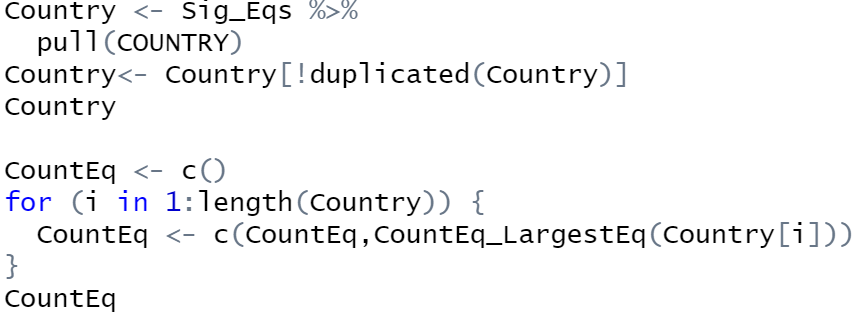 Country <- Sig_Eqs %>%
  pull(COUNTRY)
Country<- Country[!duplicated(Country)]
Country

CountEq <- c()
for (i in 1:length(Country)) {
  CountEq <- c(CountEq,CountEq_LargestEq(Country[i]))
}
CountEq